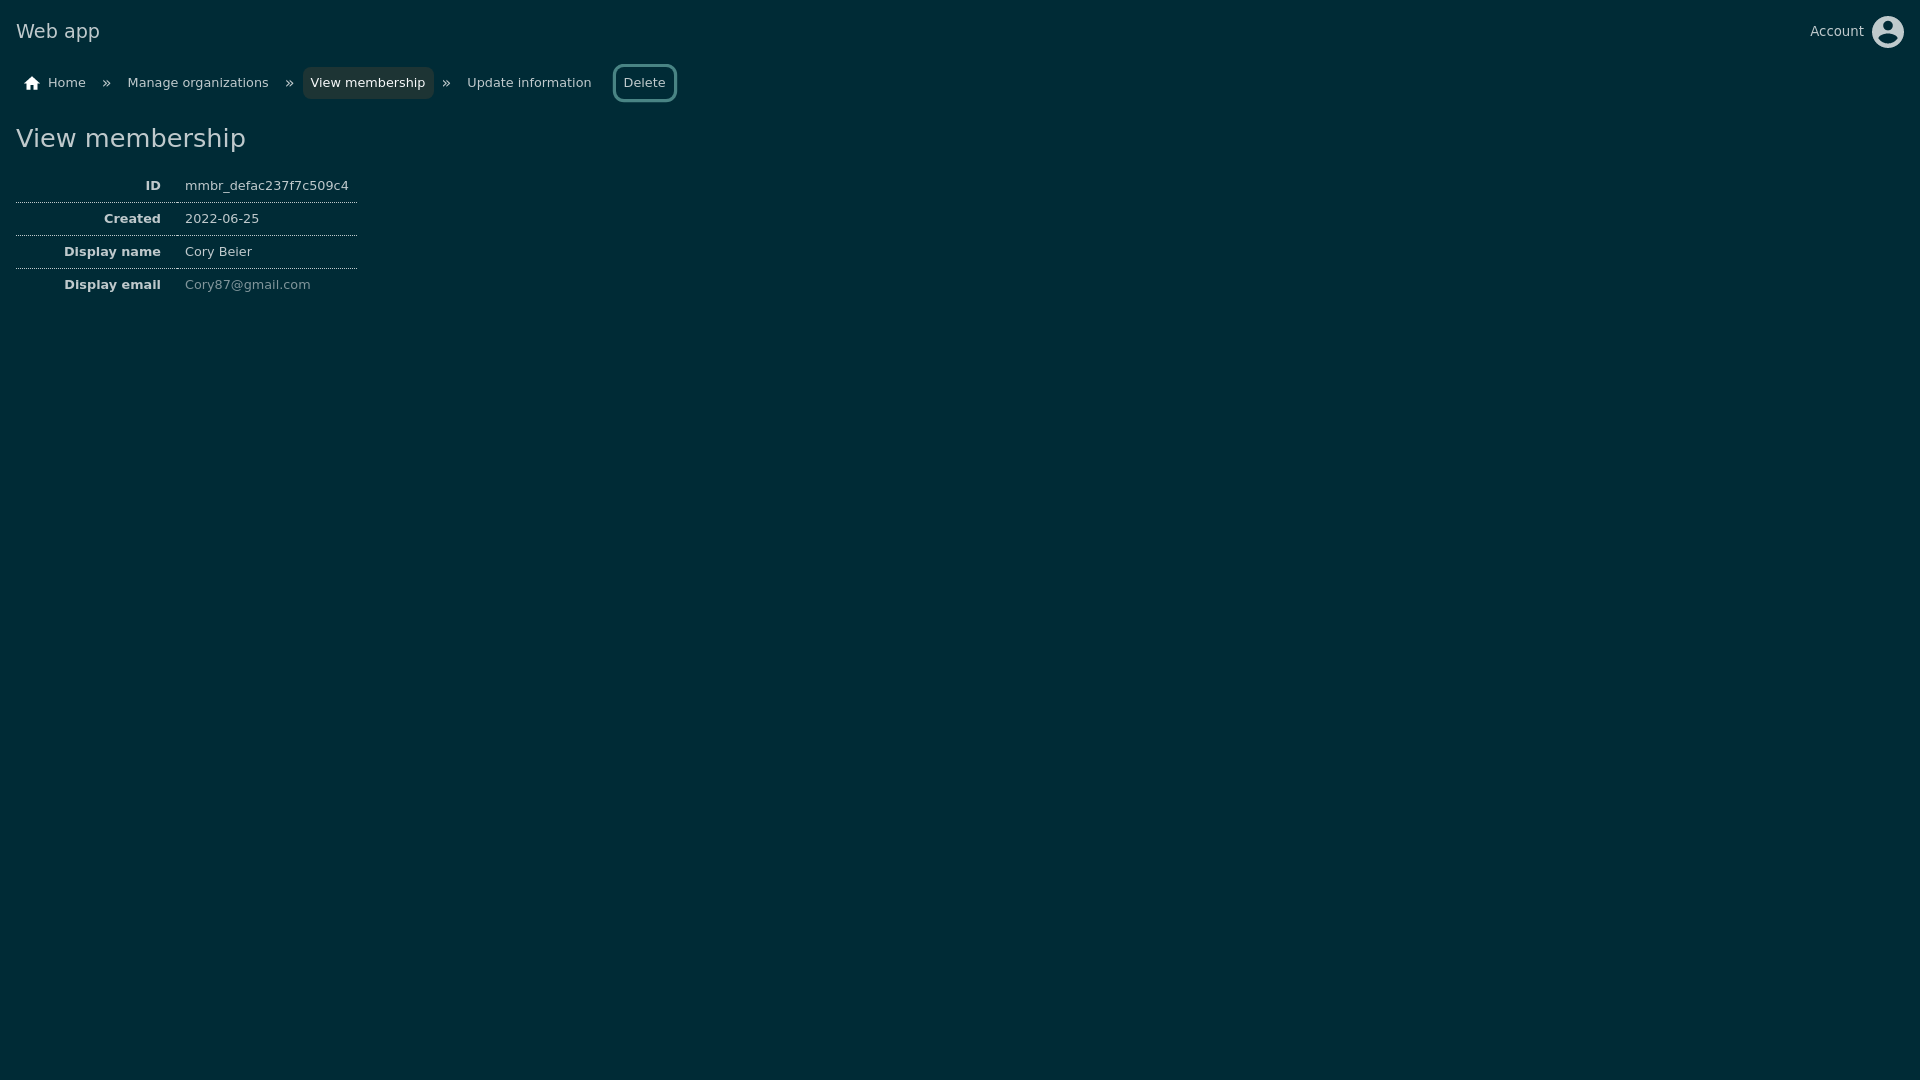 Web app
Account
Home » Manage organizations » View membership » Update information Delete
View membership
ID mmbr_defac237f7c509c4
Created 2022-06-25
Display name Cory Beier
Display email Cory87@gmail.com